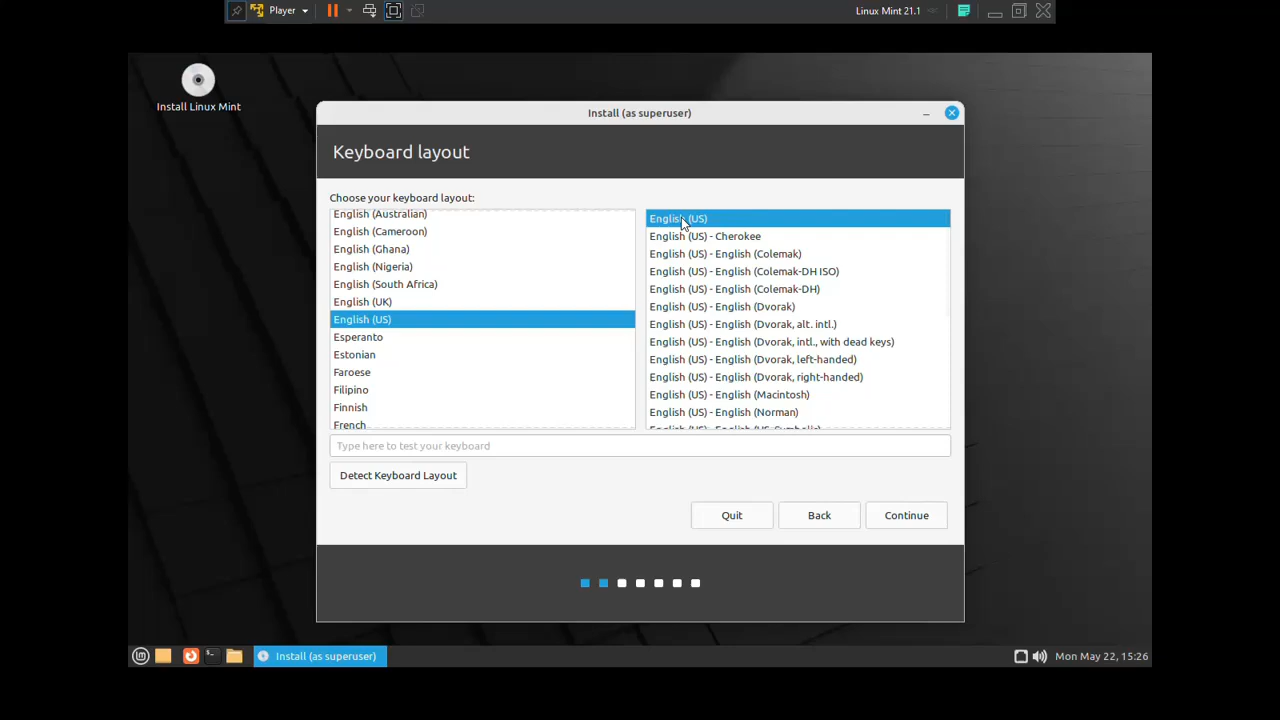 Player
Linux Mint 21.1
Install Linux Mint
Install (as superuser)
Keyboard layout
Choose your keyboard layout:
English (Australian)
English (Cameroon)
English (Ghana)
English (Nigeria)
English (South Africa)
English (UK)
English (US)
Esperanto
Estonian
Faroese
Filipino
Finnish
French
English (US)
English (US) - Cherokee
English (US) - English (Colemak)
English (US) - English (Colemak-DH ISO)
English (US) - English (Colemak-DH)
English (US) - English (Dvorak)
English (US) - English (Dvorak, alt. intl.)
English (US) - English (Dvorak, intl., with dead keys)
English (US) - English (Dvorak, left-handed)
English (US) - English (Dvorak, right-handed)
English (US) - English (Macintosh)
English (US) - English (Norman)
English (US) - English (US, Symbolic)
Type here to test your keyboard
Detect Keyboard Layout
Quit
Back
Continue
Install (as superuser)
Mon May 22, 15:26